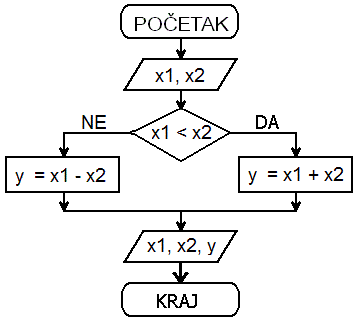 POČETAK
x1, x2
x1 < x2
NE
DA
y = x1 - x2
y = x1 + x2
x1, x2, y
KRAJ